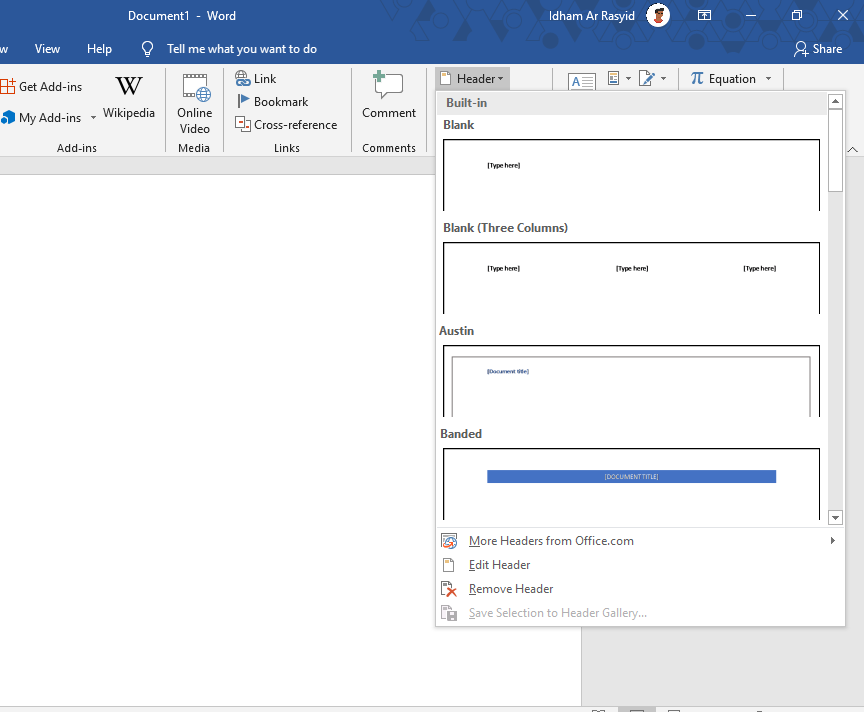 Document1 - Word
Idham Ar Rasyid
w View Help Tell me what you want to do
Share
Get Add-ins
My Add-ins
Wikipedia
Add-ins
Online
Video
Media
Link
Bookmark
Cross-reference
Links
Comment
Comments
Header
A
π Equation
Built-in
Blank
[Type here]
Blank (Three Columns)
[Type here] [Type here] [Type here]
Austin
[Document title]
Banded
[DOCUMENT TITLE]
More Headers from Office.com
Edit Header
Remove Header
Save Selection to Header Gallery...